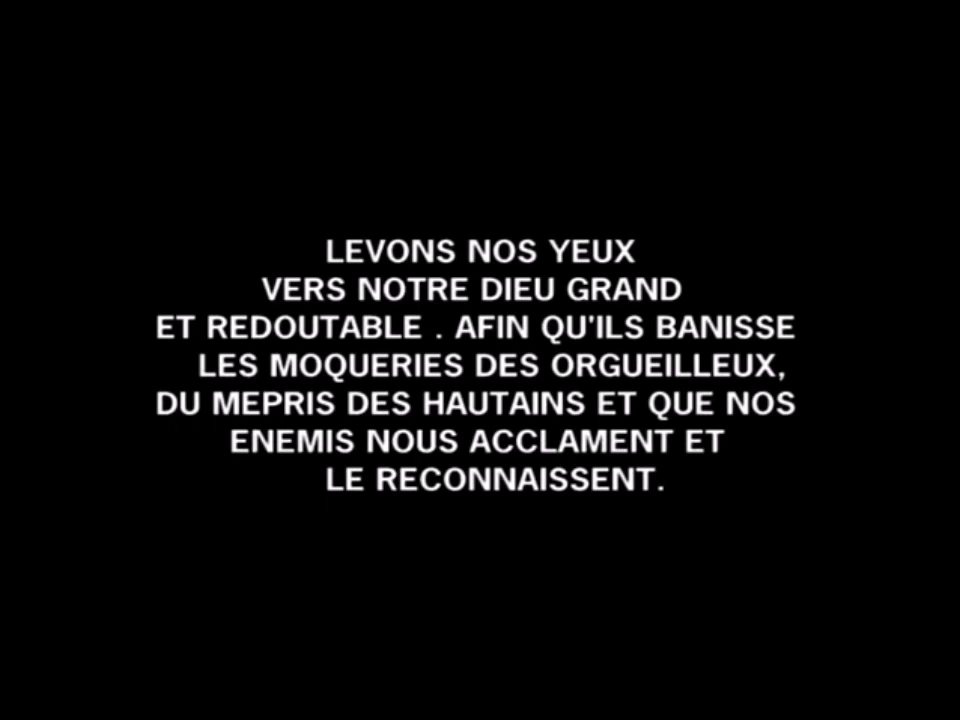 LEVONS NOS YEUX
VERS NOTRE DIEU GRAND
ET REDOUTABLE . AFIN QU'ILS BANISSE
LES MOQUERIES DES ORGUEILLEUX,
DU MEPRIS DES HAUTAINS ET QUE NOS
ENEMIS NOUS ACCLAMENT ET
LE RECONNAISSENT.